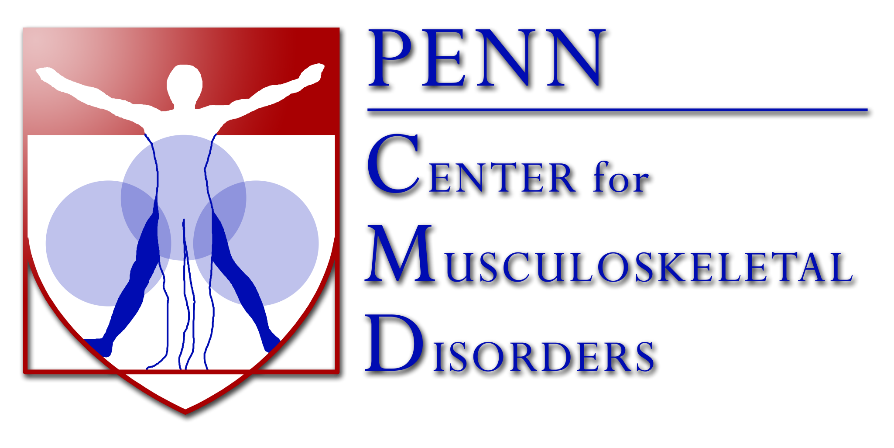 PENN
CENTER for
MUSCULOSKELETAL
DISORDERS